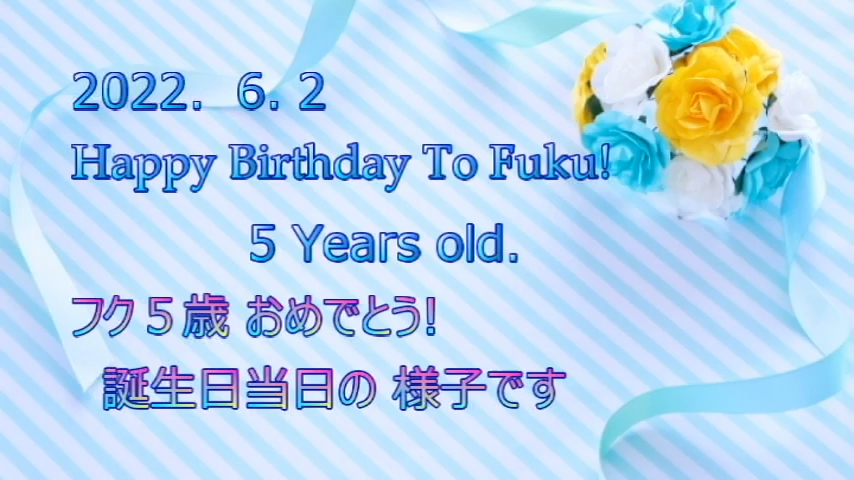 2022. 6. 2
Happy Birthday To Fuku!
5 Years old.
フク５歳 おめでとう!
誕生日当日の 様子です